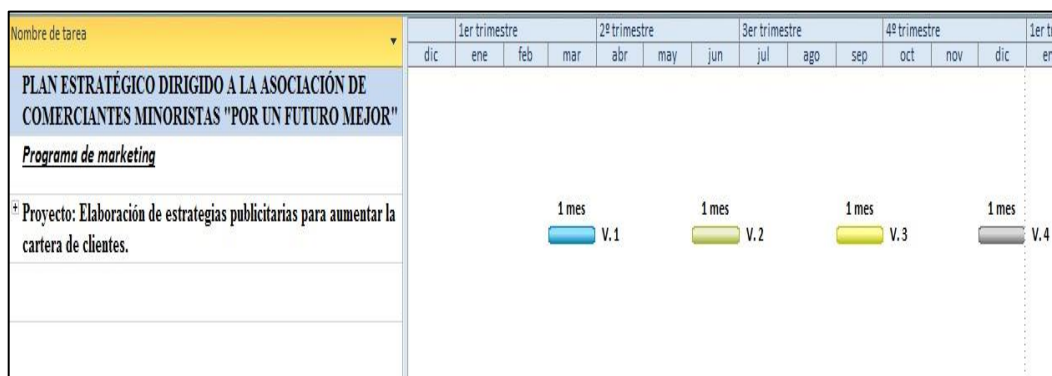 Nombre de tarea
1er trimestre 2º trimestre 3er trimestre 4º trimestre 1er
dic ene feb mar abr may jun jul ago sep oct nov dic
PLAN ESTRATÉGICO DIRIGIDO A LA ASOCIACIÓN DE
COMERCIANTES MINORISTAS "POR UN FUTURO MEJOR"
Programa de marketing
Proyecto: Elaboración de estrategias publicitarias para aumentar la
cartera de clientes.
1 mes 1 mes 1 mes 1 mes
V. 1 V. 2 V. 3 V. 4